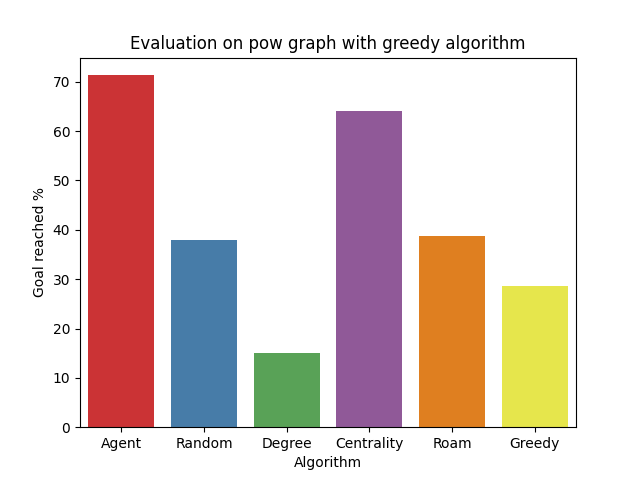 Evaluation on pow graph with greedy algorithm
70
60
50
40
30
20
10
0
Goal reached %
Agent Random Degree Centrality Roam Greedy
Algorithm